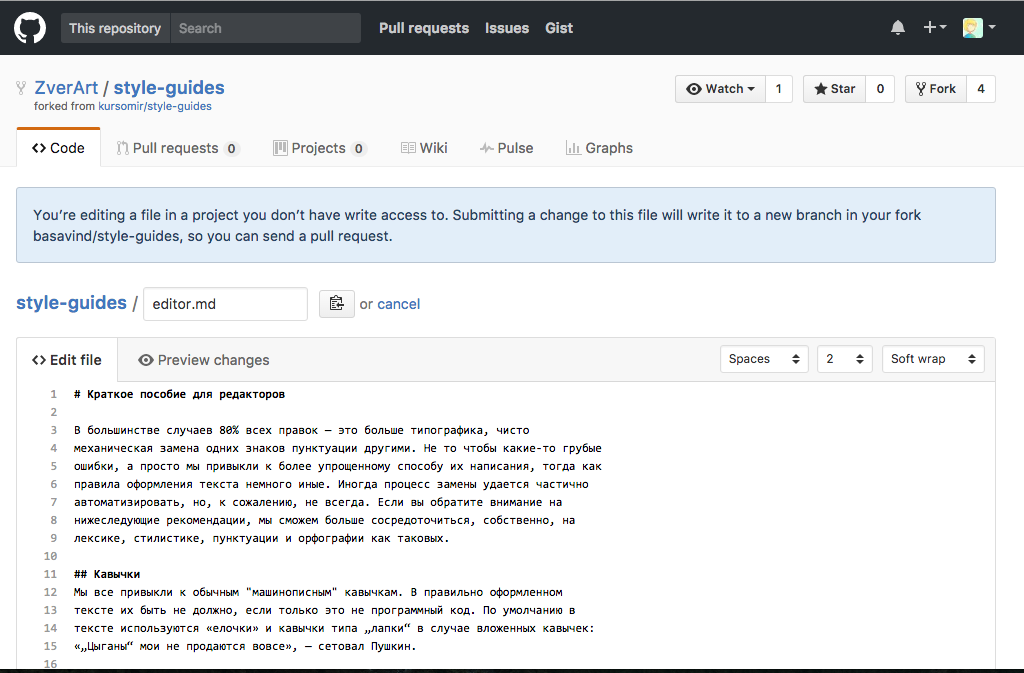 This repository Search Pull requests Issues Gist
ZverArt / style-guides
forked from kursomir/style-guides
Watch 1 Star 0 Fork 4
Code Pull requests 0 Projects 0 Wiki Pulse Graphs
You’re editing a file in a project you don’t have write access to. Submitting a change to this file will write it to a new branch in your fork
basavind/style-guides, so you can send a pull request.
style-guides / editor.md or cancel
Edit file Preview changes Spaces 2 Soft wrap
1 # Краткое пособие для редакторов
2
3 В большинстве случаев 80% всех правок — это больше типографика, чисто
4 механическая замена одних знаков пунктуации другими. Не то чтобы какие-то грубые
5 ошибки, а просто мы привыкли к более упрощенному способу их написания, тогда как
6 правила оформления текста немного иные. Иногда процесс замены удается частично
7 автоматизировать, но, к сожалению, не всегда. Если вы обратите внимание на
8 нижеследующие рекомендации, мы сможем больше сосредоточиться, собственно, на
9 лексике, стилистике, пунктуации и орфографии как таковых.
10
11 ## Кавычки
12 Мы все привыкли к обычным "машинописным" кавычкам. В правильно оформленном
13 тексте их быть не должно, если только это не программный код. По умолчанию в
14 тексте используются «елочки» и кавычки типа „лапки“ в случае вложенных кавычек:
15 «„Цыганы“ мои не продаются вовсе», — сетовал Пушкин.
16